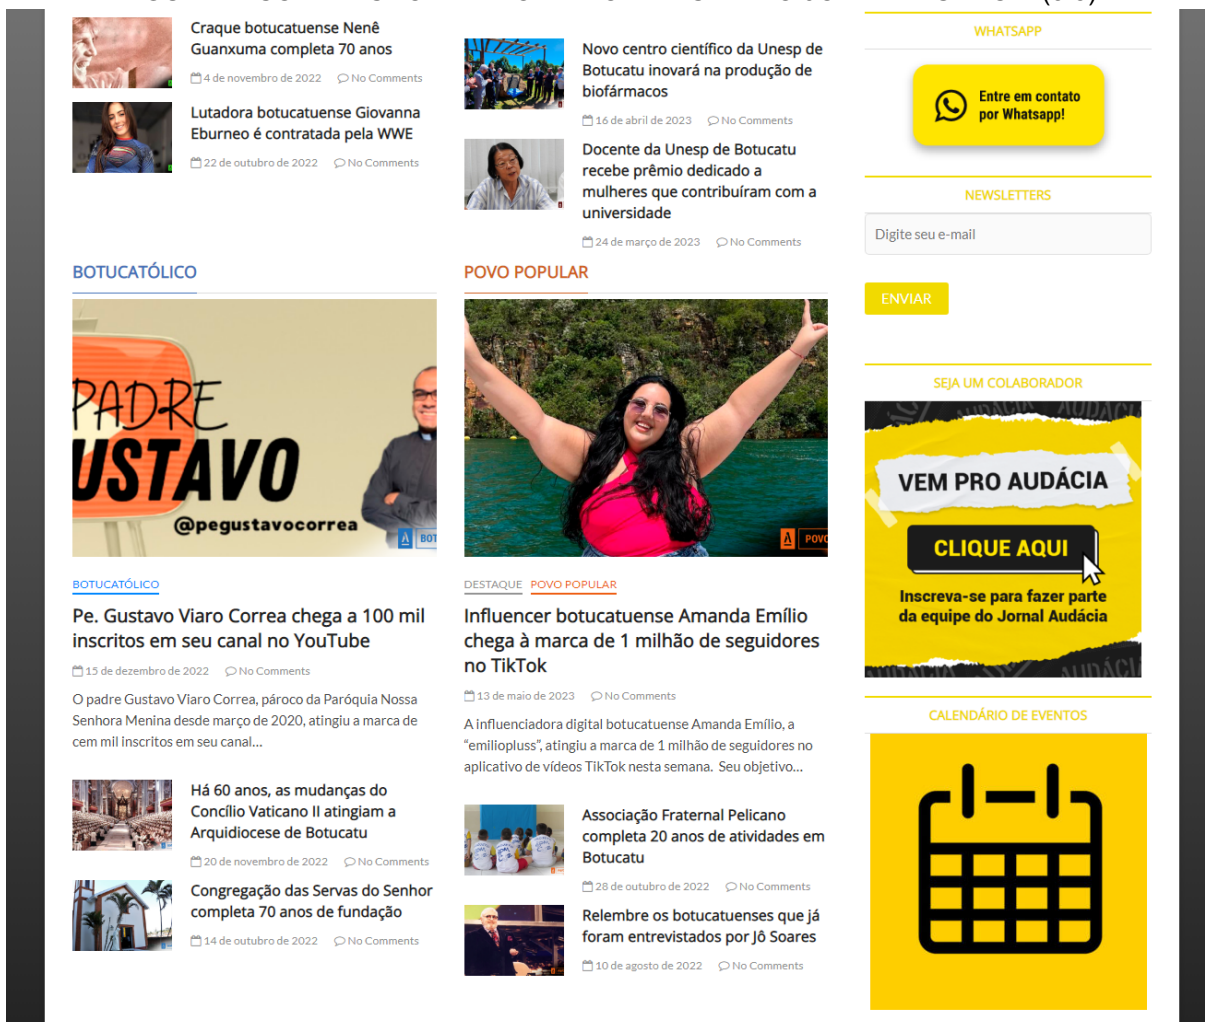 Craque botucatuense Nenê
Guanxuma completa 70 anos
4 de novembro de 2022 No Comments
Lutadora botucatuense Giovanna
Eburneo é contratada pela WWE
22 de outubro de 2022 No Comments
Novo centro científico da Unesp de
Botucatu inovará na produção de
biofármacos
16 de abril de 2023 No Comments
Docente da Unesp de Botucatu
recebe prêmio dedicado a
mulheres que contribuíram com a
universidade
24 de março de 2023 No Comments
BOTUCATÓLICO
PADRE
USTAVO
@pegustavocorrea
A BOT
BOTUCATÓLICO
Pe. Gustavo Viaro Correa chega a 100 mil
inscritos em seu canal no YouTube
15 de dezembro de 2022 No Comments
O padre Gustavo Viaro Correa, pároco da Paróquia Nossa
Senhora Menina desde março de 2020, atingiu a marca de
cem mil inscritos em seu canal...
Há 60 anos, as mudanças do
Concílio Vaticano II atingiam a
Arquidiocese de Botucatu
20 de novembro de 2022 No Comments
Congregação das Servas do Senhor
completa 70 anos de fundação
14 de outubro de 2022 No Comments
POVO POPULAR
A POVO
DESTAQUE POVO POPULAR
Influencer botucatuense Amanda Emílio
chega à marca de 1 milhão de seguidores
no TikTok
13 de maio de 2023 No Comments
A influenciadora digital botucatuense Amanda Emílio, a
“emiliopluss”, atingiu a marca de 1 milhão de seguidores no
aplicativo de vídeos TikTok nesta semana. Seu objetivo...
Associação Fraternal Pelicano
completa 20 anos de atividades em
Botucatu
28 de outubro de 2022 No Comments
Relembre os botucatuenses que já
foram entrevistados por Jô Soares
10 de agosto de 2022 No Comments
WHATSAPP
Entre em contato
por Whatsapp!
NEWSLETTERS
Digite seu e-mail
ENVIAR
SEJA UM COLABORADOR
VEM PRO AUDÁCIA
CLIQUE AQUI
Inscreva-se para fazer parte
da equipe do Jornal Audácia
CALENDÁRIO DE EVENTOS